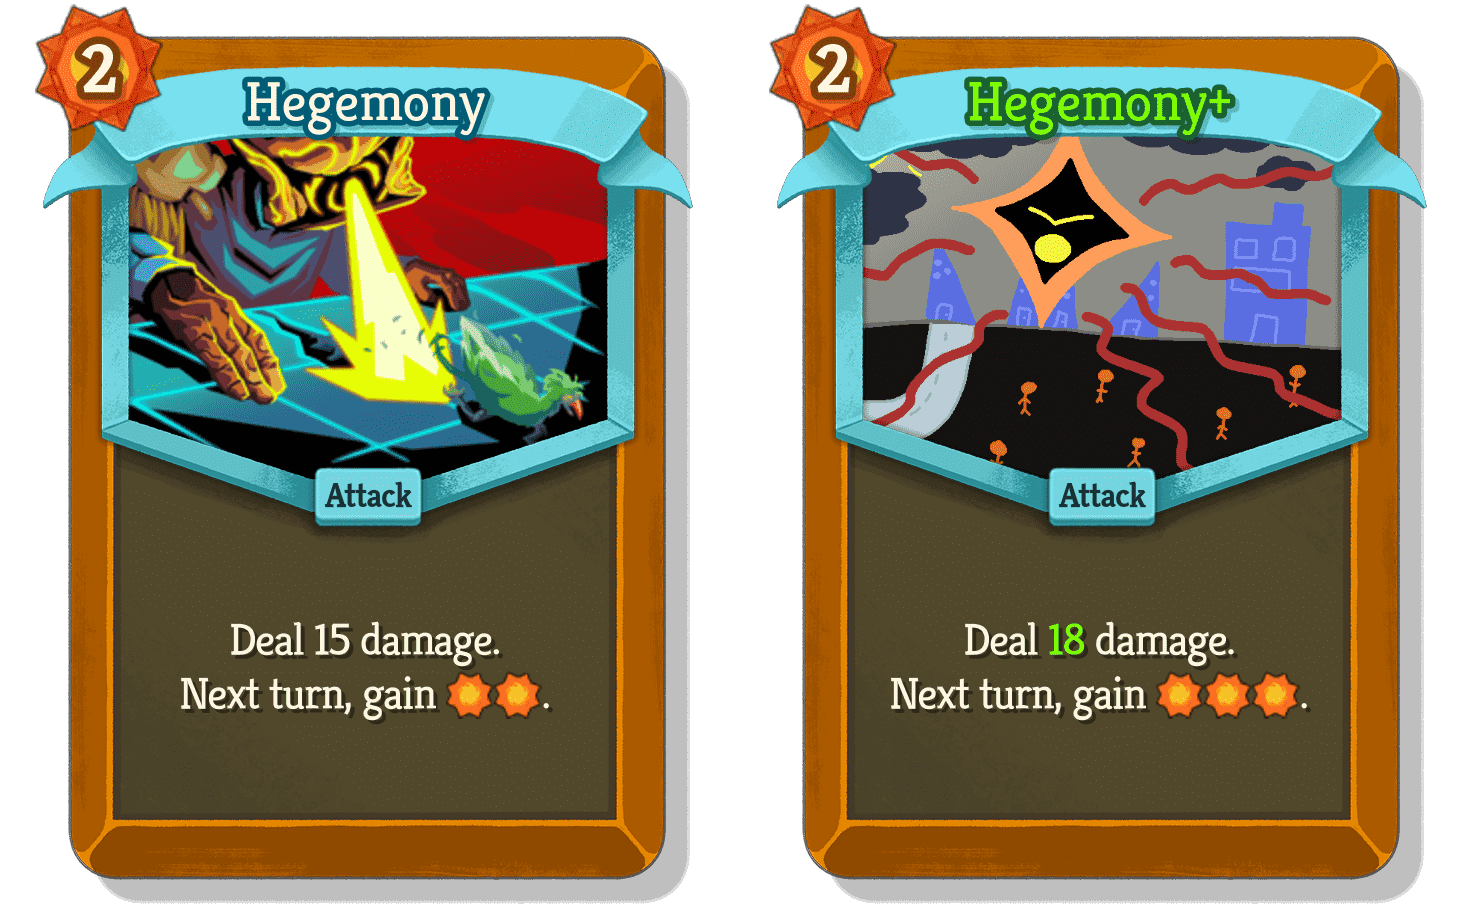 2
Hegemony
Attack
Deal 15 damage.
Next turn, gain .
2
Hegemony+
Attack
Deal 18 damage.
Next turn, gain .